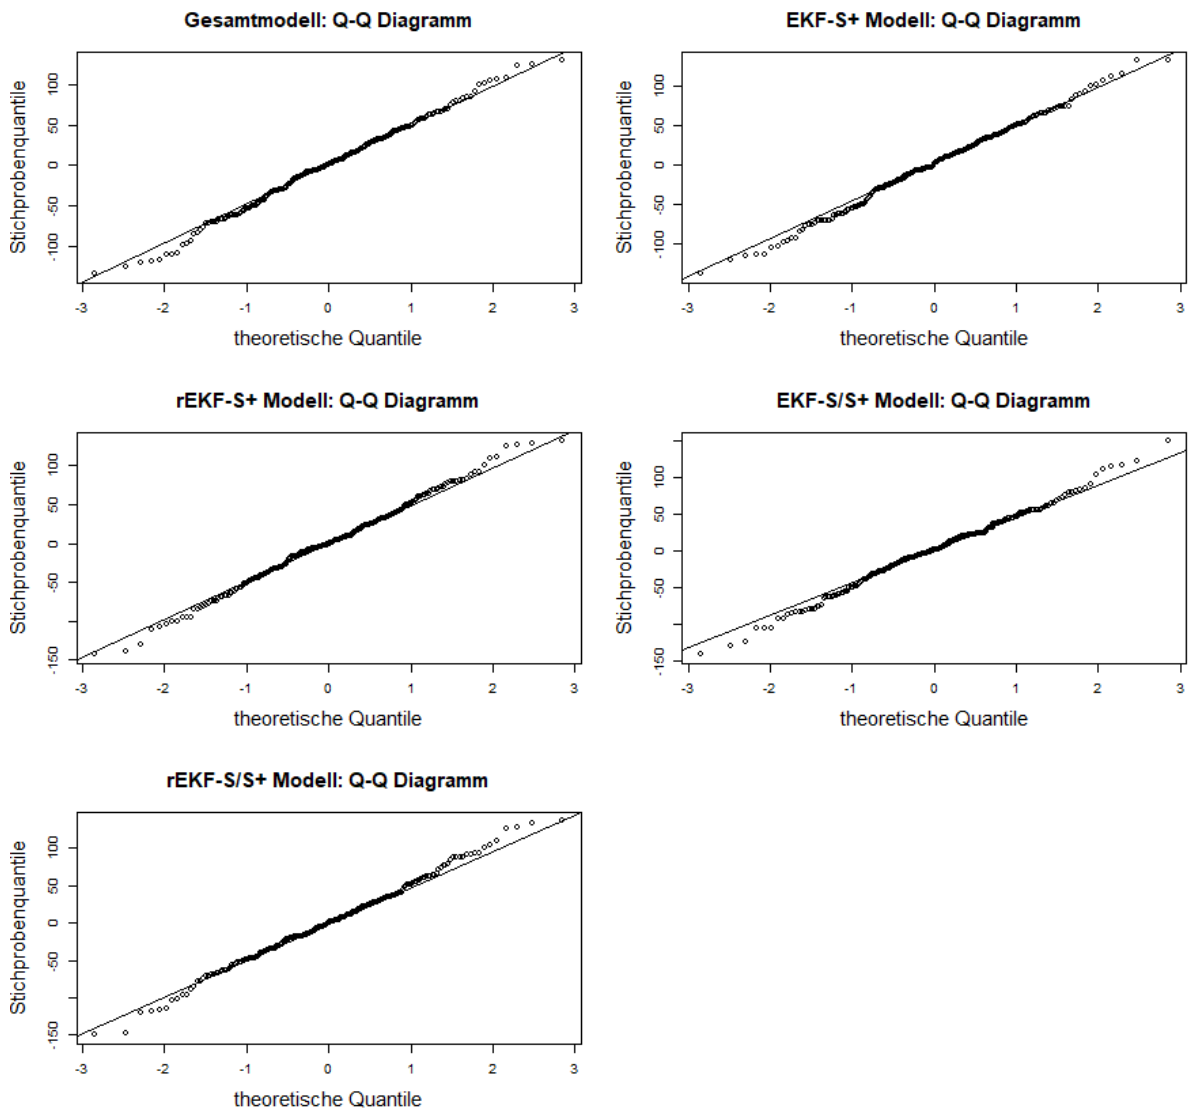 Gesamtmodell: Q-Q Diagramm
Stichprobenquantile
100
50
0
-50
-100
-3 -2 -1 0 1 2 3
theoretische Quantile
EKF-S+ Modell: Q-Q Diagramm
Stichprobenquantile
100
50
0
-50
-100
-3 -2 -1 0 1 2 3
theoretische Quantile
rEKF-S+ Modell: Q-Q Diagramm
Stichprobenquantile
100
50
0
-50
-150
-3 -2 -1 0 1 2 3
theoretische Quantile
EKF-S/S+ Modell: Q-Q Diagramm
Stichprobenquantile
100
50
0
-50
-150
-3 -2 -1 0 1 2 3
theoretische Quantile
rEKF-S/S+ Modell: Q-Q Diagramm
Stichprobenquantile
100
50
0
-50
-150
-3 -2 -1 0 1 2 3
theoretische Quantile